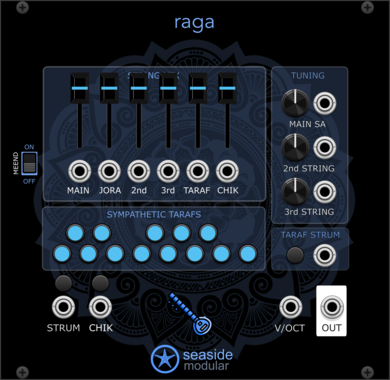 raga
TUNING
MAIN SA
ON
MEEND
OFF
2nd STRING
MAIN JORA 2nd 3rd TARAF CHIK
3rd STRING
SYMPATHETIC TARAFS
TARAF STRUM
STRUM CHIK V/OCT OUT
seaside
modular